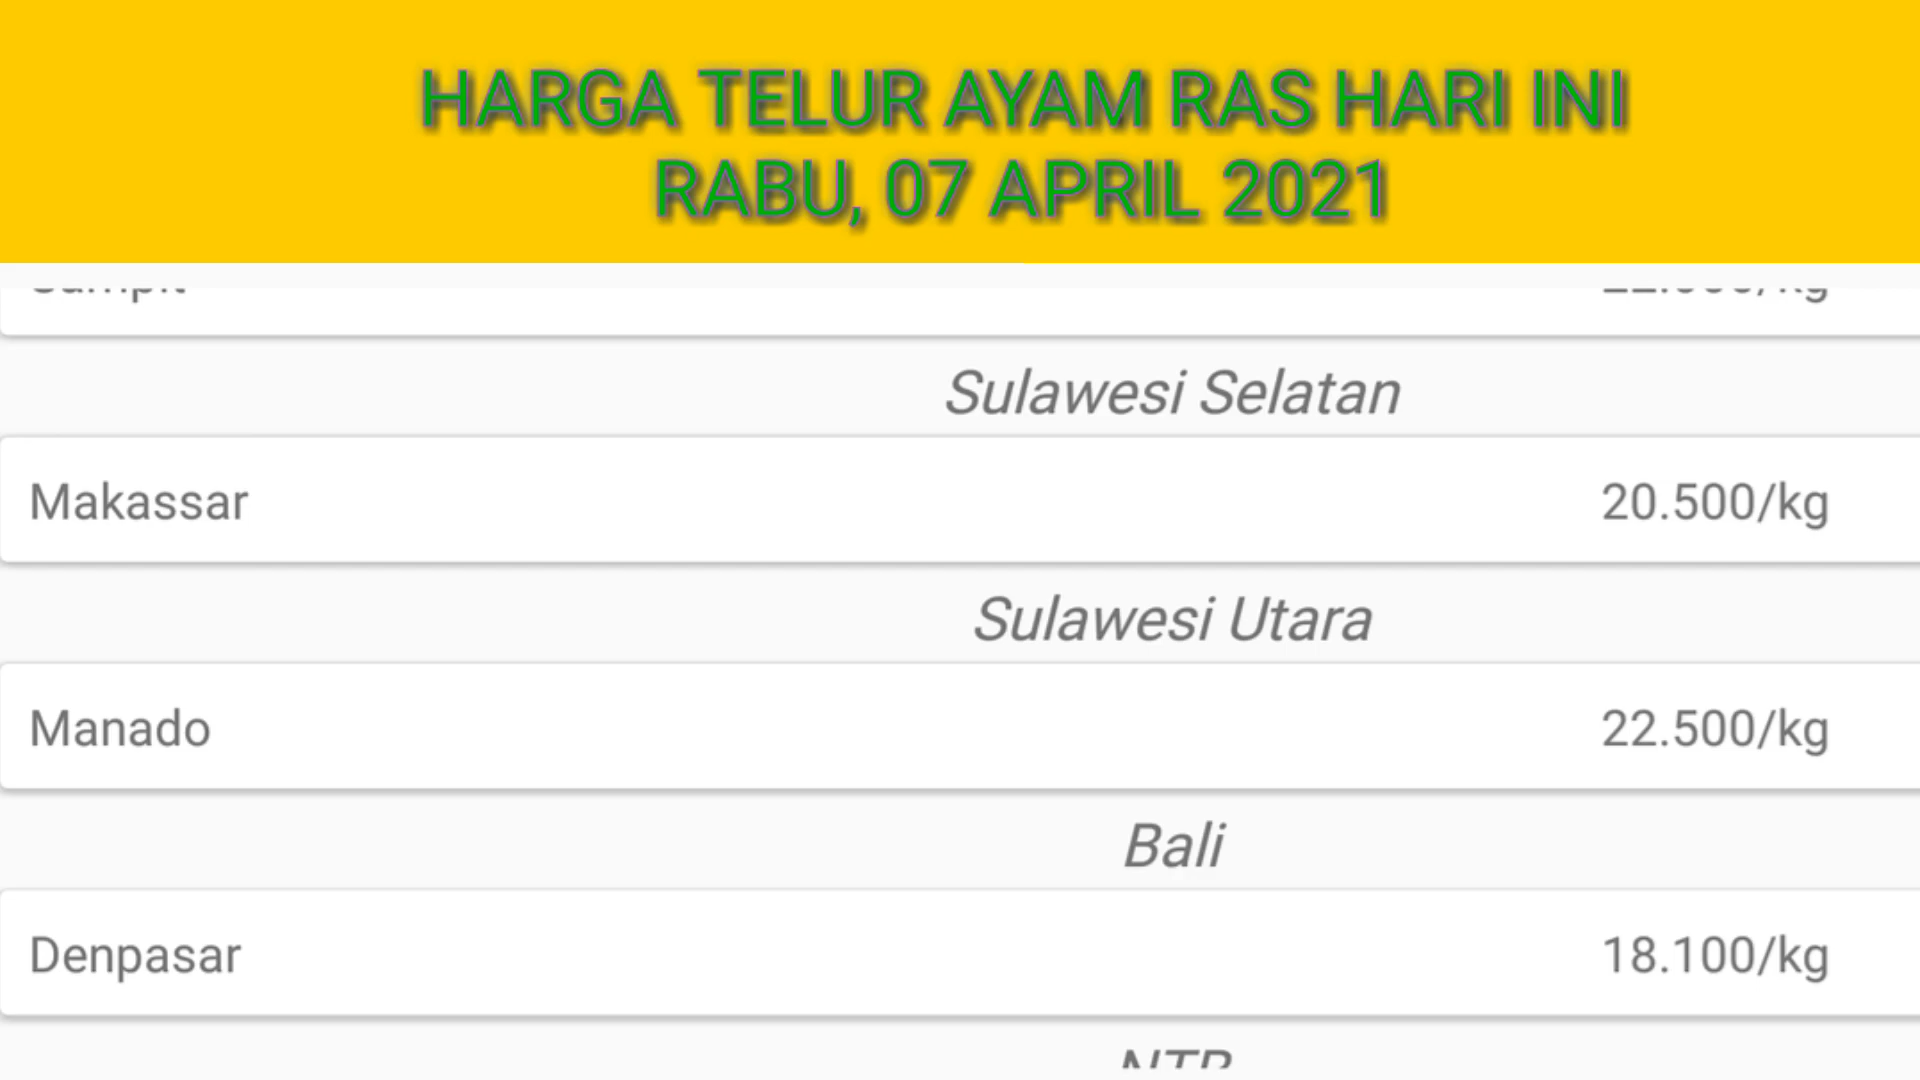 HARGA TELUR AYAM RAS HARI INI
RABU, 07 APRIL 2021
Sulawesi Selatan
Makassar 20.500/kg
Sulawesi Utara
Manado 22.500/kg
Bali
Denpasar 18.100/kg